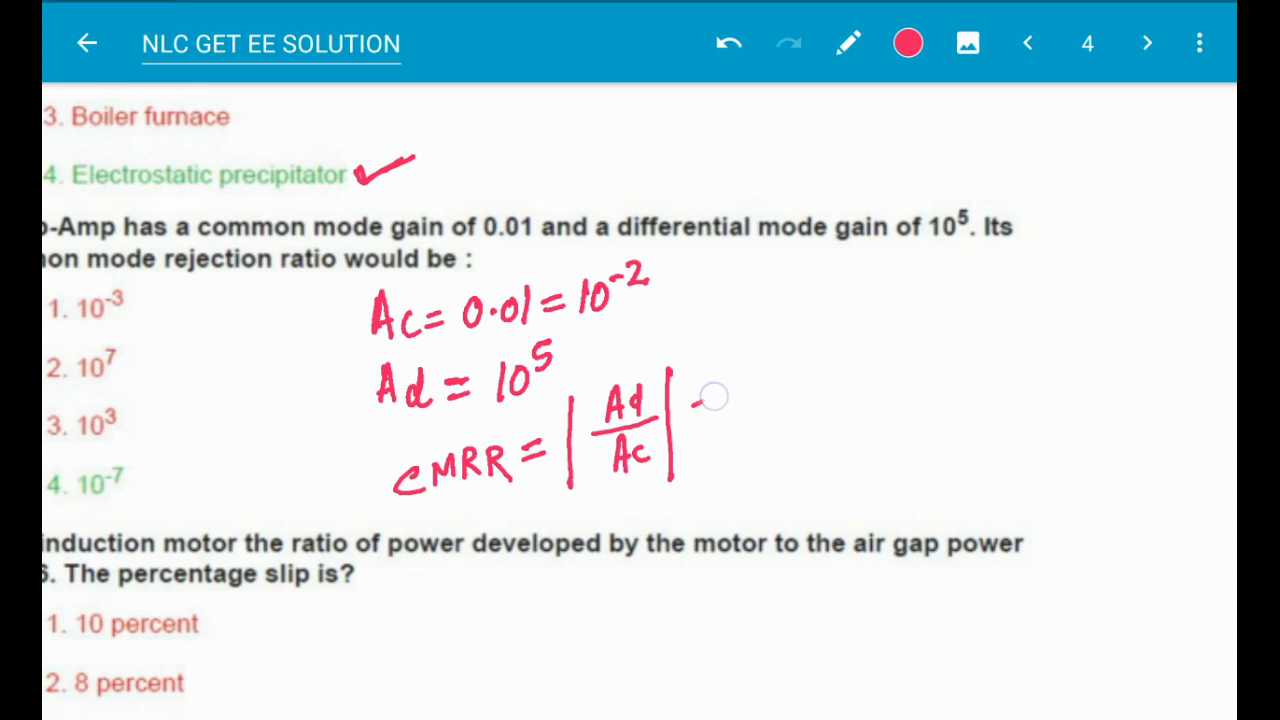 NLC GET EE SOLUTION
4
3. Boiler furnace
4. Electrostatic precipitator
-Amp has a common mode gain of 0.01 and a differential mode gain of 10⁵. Its
mode rejection ratio would be :
1. 10⁻³
2. 10⁷
3. 10³
4. 10⁻⁷
Ac = 0.01 = 10⁻²
Ad = 10⁵
CMRR = | Ad / Ac |
induction motor the ratio of power developed by the motor to the air gap power
. The percentage slip is?
1. 10 percent
2. 8 percent